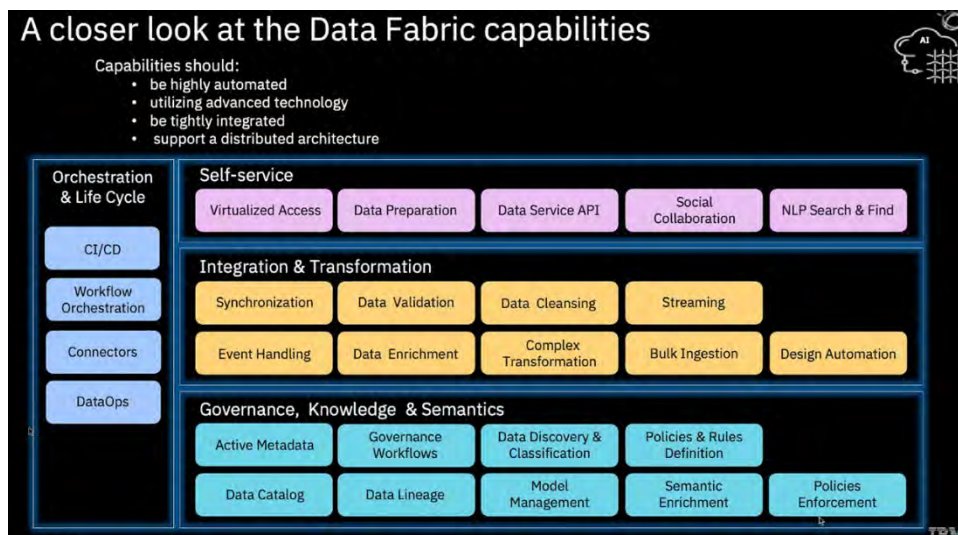 A closer look at the Data Fabric capabilities
AI
Capabilities should:
• be highly automated
• utilizing advanced technology
• be tightly integrated
• support a distributed architecture
Orchestration
& Life Cycle
CI/CD
Workflow
Orchestration
Connectors
DataOps
Self-service
Virtualized Access
Data Preparation
Data Service API
Social
Collaboration
NLP Search & Find
Integration & Transformation
Synchronization
Data Validation
Data Cleansing
Streaming
Event Handling
Data Enrichment
Complex
Transformation
Bulk Ingestion
Design Automation
Governance, Knowledge & Semantics
Active Metadata
Governance
Workflows
Data Discovery &
Classification
Policies & Rules
Definition
Data Catalog
Data Lineage
Model
Management
Semantic
Enrichment
Policies
Enforcement